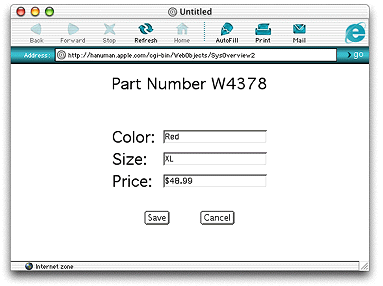 Untitled
Back Forward Stop Refresh Home AutoFill Print Mail
Address: http://hanuman.apple.com/cgi-bin/WebObjects/SysOverview2 go
Part Number W4378
Color: Red
Size: XL
Price: $48.99
Save Cancel
Internet zone